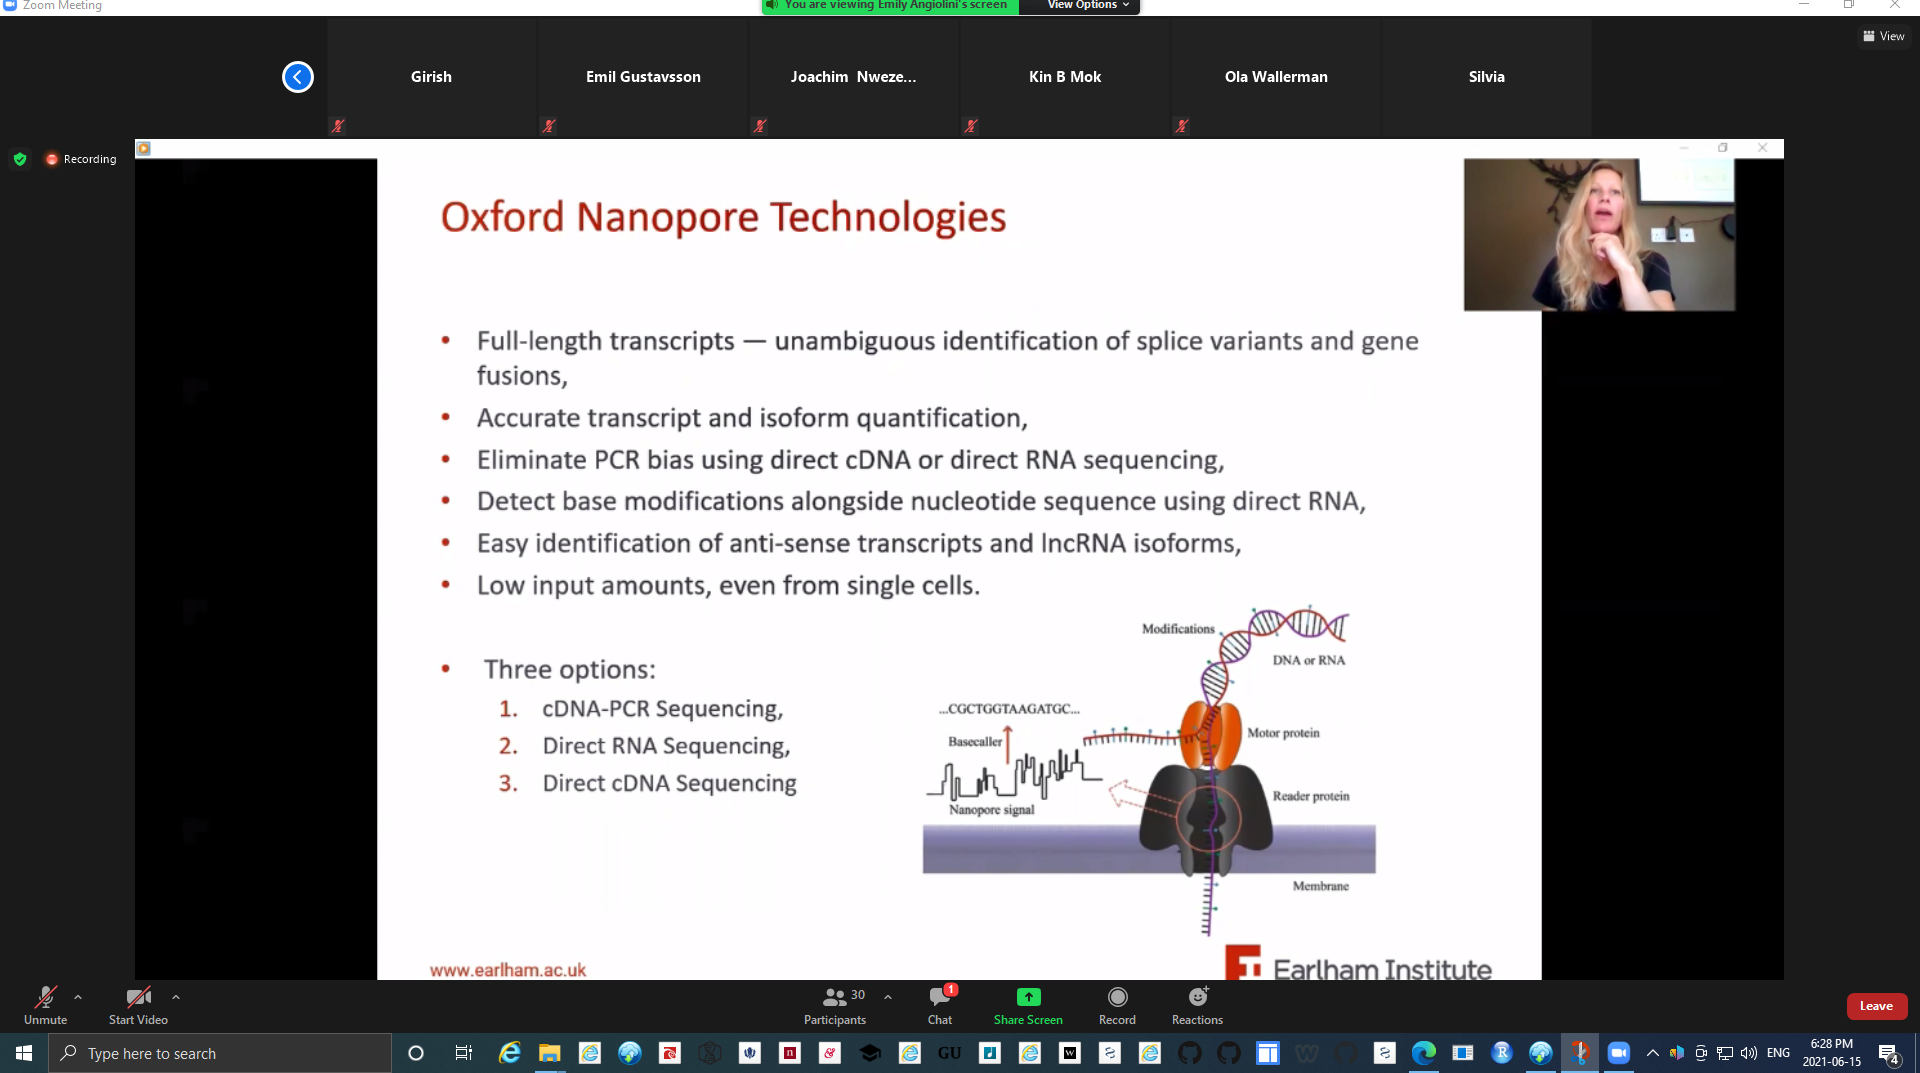 Zoom Meeting
You are viewing Emily Angiolini's screen
View Options
View
Girish
Emil Gustavsson
Joachim Nweze...
Kin B Mok
Ola Wallerman
Silvia
Recording
Oxford Nanopore Technologies
• Full-length transcripts — unambiguous identification of splice variants and gene
fusions,
• Accurate transcript and isoform quantification,
• Eliminate PCR bias using direct cDNA or direct RNA sequencing,
• Detect base modifications alongside nucleotide sequence using direct RNA,
• Easy identification of anti-sense transcripts and lncRNA isoforms,
• Low input amounts, even from single cells.
• Three options:
1. cDNA-PCR Sequencing,
2. Direct RNA Sequencing,
3. Direct cDNA Sequencing
Modifications
DNA or RNA
...CGCTGGTAAGATGC...
Basecaller
Motor protein
Nanopore signal
Reader protein
Membrane
www.earlham.ac.uk
Earlham Institute
Unmute
Start Video
30
Participants
1
Chat
Share Screen
Record
Reactions
Leave
Type here to search
GU
ENG
6:28 PM
2021-06-15
4